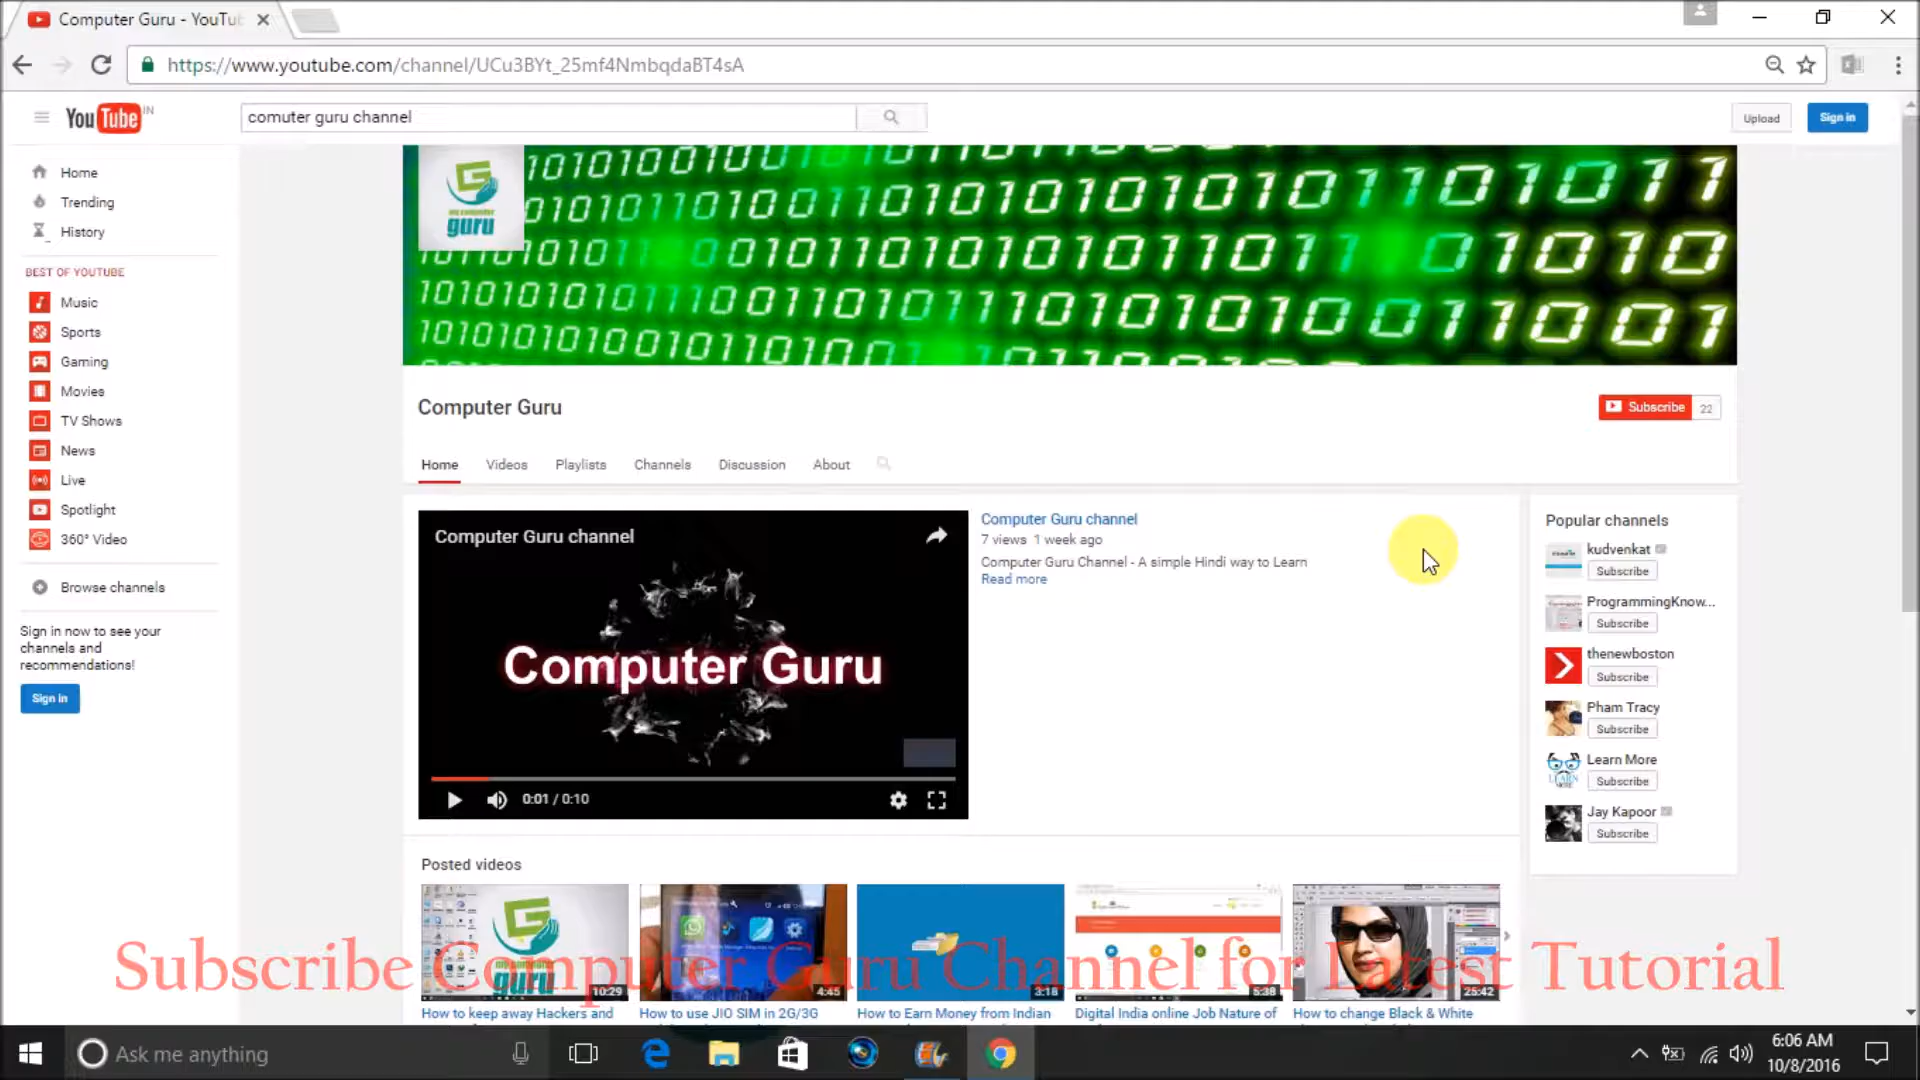 Computer Guru - YouTub
https://www.youtube.com/channel/UCu3BYt_25mf4NmbqdaBT4sA
YouTube IN
comuter guru channel
Upload
Sign in
Home
Trending
History
BEST OF YOUTUBE
Music
Sports
Gaming
Movies
TV Shows
News
Live
Spotlight
360° Video
Browse channels
Sign in now to see your
channels and
recommendations!
Sign in
G
my computer
guru
Computer Guru
Subscribe 22
Home Videos Playlists Channels Discussion About
Computer Guru channel
Computer Guru
0:01 / 0:10
Computer Guru channel
7 views 1 week ago
Computer Guru Channel - A simple Hindi way to Learn
Read more
Popular channels
kudvenkat
Subscribe
ProgrammingKnow...
Subscribe
thenewboston
Subscribe
Pham Tracy
Subscribe
Learn More
Subscribe
Jay Kapoor
Subscribe
Posted videos
10:29
4:45
3:18
5:38
25:42
Subscribe Computer Guru Channel for Latest Tutorial
How to keep away Hackers and
How to use JIO SIM in 2G/3G
How to Earn Money from Indian
Digital India online Job Nature of
How to change Black & White
Ask me anything
6:06 AM
10/8/2016